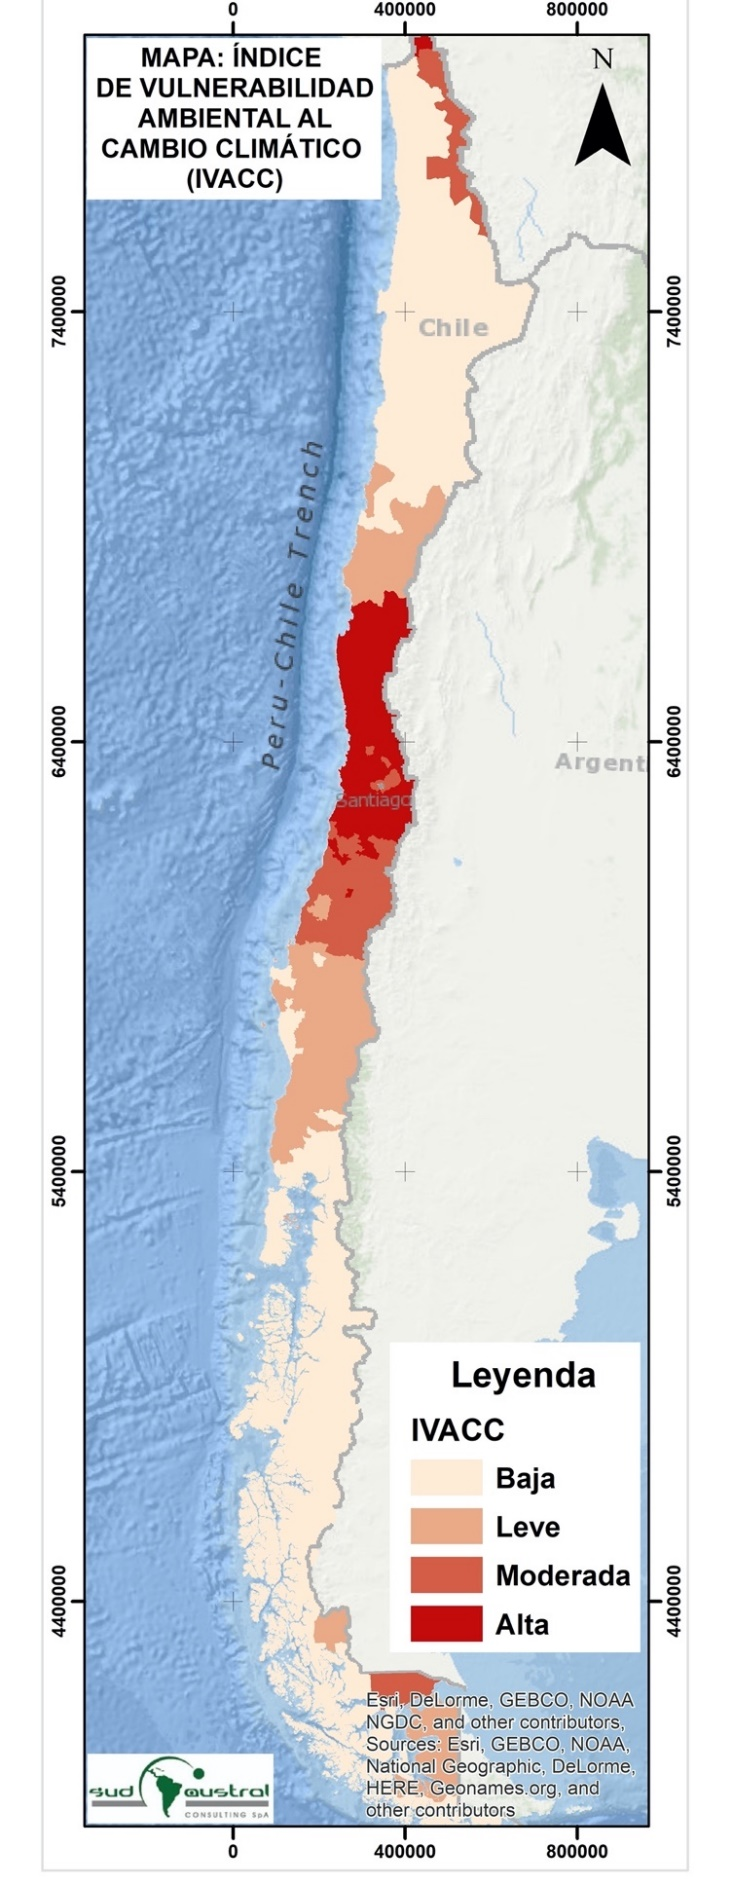 0 400000 800000
MAPA: ÍNDICE
DE VULNERABILIDAD
AMBIENTAL AL
CAMBIO CLIMÁTICO
(IVACC)
N
7400000
7400000
Chile
Peru-Chile Trench
6400000
6400000
Argent
Santiago
5400000
5400000
Leyenda
IVACC
Baja
Leve
Moderada
Alta
4400000
4400000
Esri, DeLorme, GEBCO, NOAA
NGDC, and other contributors,
Sources: Esri, GEBCO, NOAA,
National Geographic, DeLorme,
HERE, Geonames.org, and
other contributors
sud austral
CONSULTING SpA
0 400000 800000